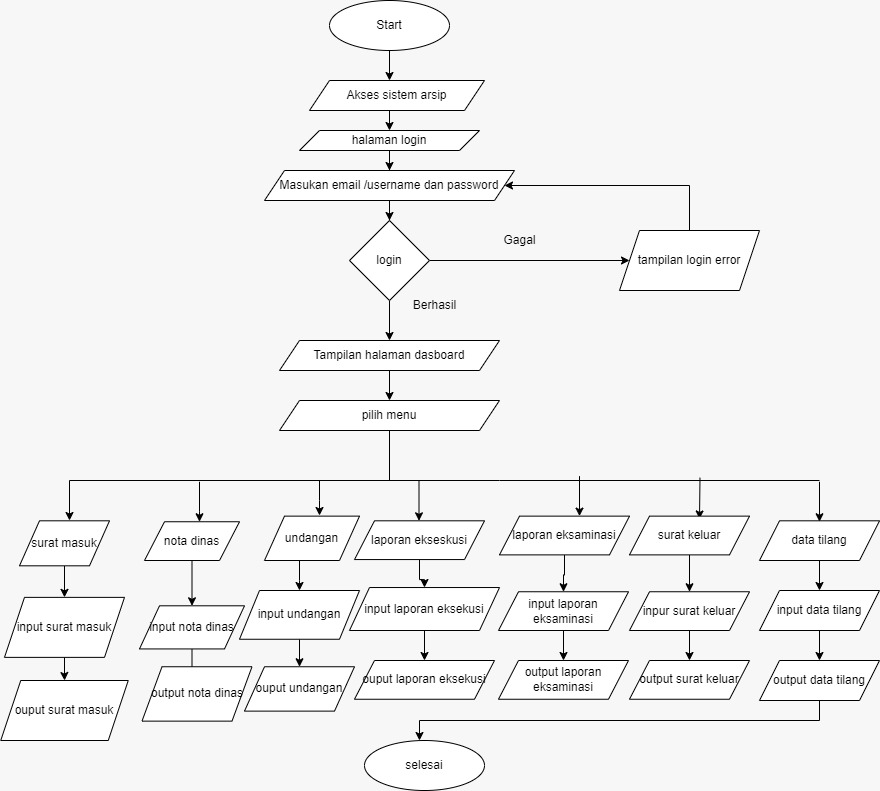 Start
Akses sistem arsip
halaman login
Masukan email /username dan password
Gagal
login
tampilan login error
Berhasil
Tampilan halaman dasboard
pilih menu
surat masuk
nota dinas
undangan
laporan ekseskusi
laporan eksaminasi
surat keluar
data tilang
input surat masuk
input nota dinas
input undangan
input laporan eksekusi
input laporan
eksaminasi
inpur surat keluar
input data tilang
ouput surat masuk
output nota dinas
ouput undangan
ouput laporan eksekusi
output laporan
eksaminasi
output surat keluar
output data tilang
selesai